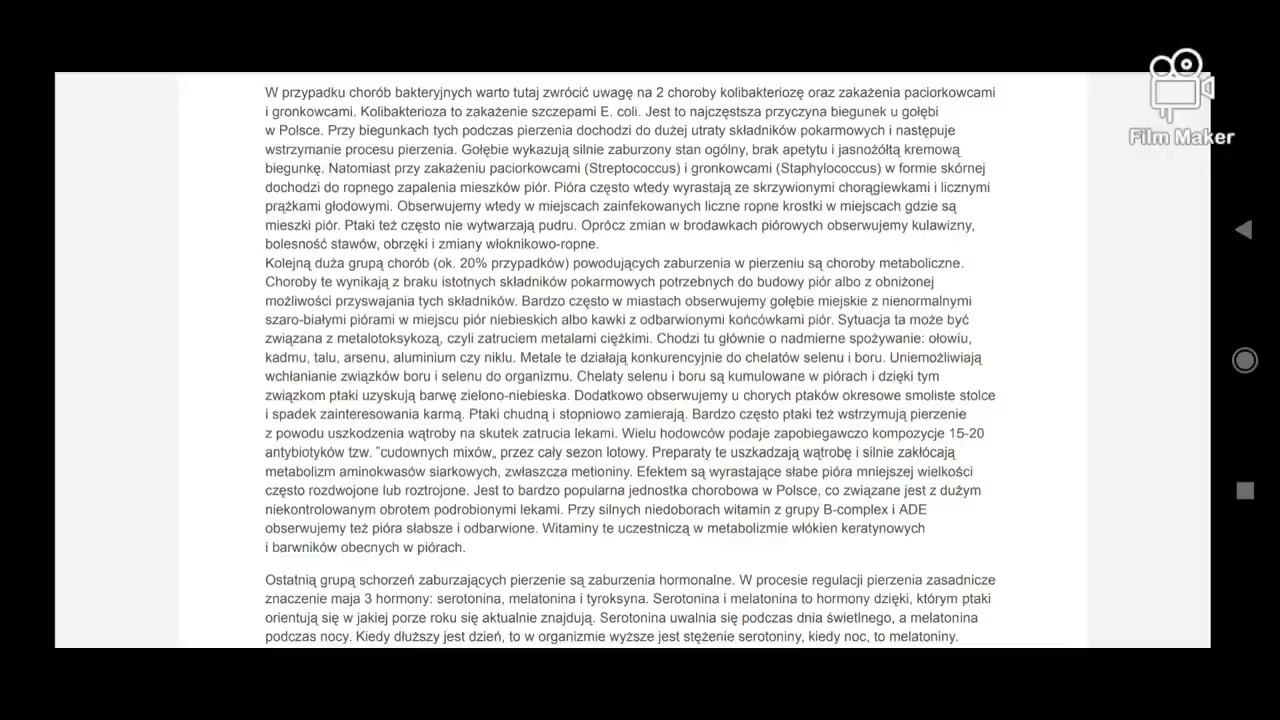 W przypadku chorób bakteryjnych warto tutaj zwrócić uwagę na 2 choroby kolibakteriozę oraz zakażenia paciorkowcami
i gronkowcami. Kolibakterioza to zakażenie szczepami E. coli. Jest to najczęstsza przyczyna biegunek u gołębi
w Polsce. Przy biegunkach tych podczas pierzenia dochodzi do dużej utraty składników pokarmowych i następuje
wstrzymanie procesu pierzenia. Gołębie wykazują silnie zaburzony stan ogólny, brak apetytu i jasnożółtą kremową
biegunkę. Natomiast przy zakażeniu paciorkowcami (Streptococcus) i gronkowcami (Staphylococcus) w formie skórnej
dochodzi do ropnego zapalenia mieszków piór. Pióra często wtedy wyrastają ze skrzywionymi chorągiewkami i licznymi
prążkami głodowymi. Obserwujemy wtedy w miejscach zainfekowanych liczne ropne krostki w miejscach gdzie są
mieszki piór. Ptaki też często nie wytwarzają pudru. Oprócz zmian w brodawkach piórowych obserwujemy kulawizny,
bolesność stawów, obrzęki i zmiany włoknikowo-ropne.
Kolejną duża grupą chorób (ok. 20% przypadków) powodujących zaburzenia w pierzeniu są choroby metaboliczne.
Choroby te wynikają z braku istotnych składników pokarmowych potrzebnych do budowy piór albo z obniżonej
możliwości przyswajania tych składników. Bardzo często w miastach obserwujemy gołębie miejskie z nienormalnymi
szaro-białymi piórami w miejscu piór niebieskich albo kawki z odbarwionymi końcówkami piór. Sytuacja ta może być
związana z metalotoksykozą, czyli zatruciem metalami ciężkimi. Chodzi tu głównie o nadmierne spożywanie: ołowiu,
kadmu, talu, arsenu, aluminium czy niklu. Metale te działają konkurencyjnie do chelatów selenu i boru. Uniemożliwiają
wchłanianie związków boru i selenu do organizmu. Chelaty selenu i boru są kumulowane w piórach i dzięki tym
związkom ptaki uzyskują barwę zielono-niebieska. Dodatkowo obserwujemy u chorych ptaków okresowe smoliste stolce
i spadek zainteresowania karmą. Ptaki chudną i stopniowo zamierają. Bardzo często ptaki też wstrzymują pierzenie
z powodu uszkodzenia wątroby na skutek zatrucia lekami. Wielu hodowców podaje zapobiegawczo kompozycje 15-20
antybiotyków tzw. ”cudownych mixów„ przez cały sezon lotowy. Preparaty te uszkadzają wątrobę i silnie zakłócają
metabolizm aminokwasów siarkowych, zwłaszcza metioniny. Efektem są wyrastające słabe pióra mniejszej wielkości
często rozdwojone lub roztrojone. Jest to bardzo popularna jednostka chorobowa w Polsce, co związane jest z dużym
niekontrolowanym obrotem podrobionymi lekami. Przy silnych niedoborach witamin z grupy B-complex i ADE
obserwujemy też pióra słabsze i odbarwione. Witaminy te uczestniczą w metabolizmie włókien keratynowych
i barwników obecnych w piórach.
Ostatnią grupą schorzeń zaburzających pierzenie są zaburzenia hormonalne. W procesie regulacji pierzenia zasadnicze
znaczenie maja 3 hormony: serotonina, melatonina i tyroksyna. Serotonina i melatonina to hormony dzięki, którym ptaki
orientują się w jakiej porze roku się aktualnie znajdują. Serotonina uwalnia się podczas dnia świetlnego, a melatonina
podczas nocy. Kiedy dłuższy jest dzień, to w organizmie wyższe jest stężenie serotoniny, kiedy noc, to melatoniny.
Film Maker